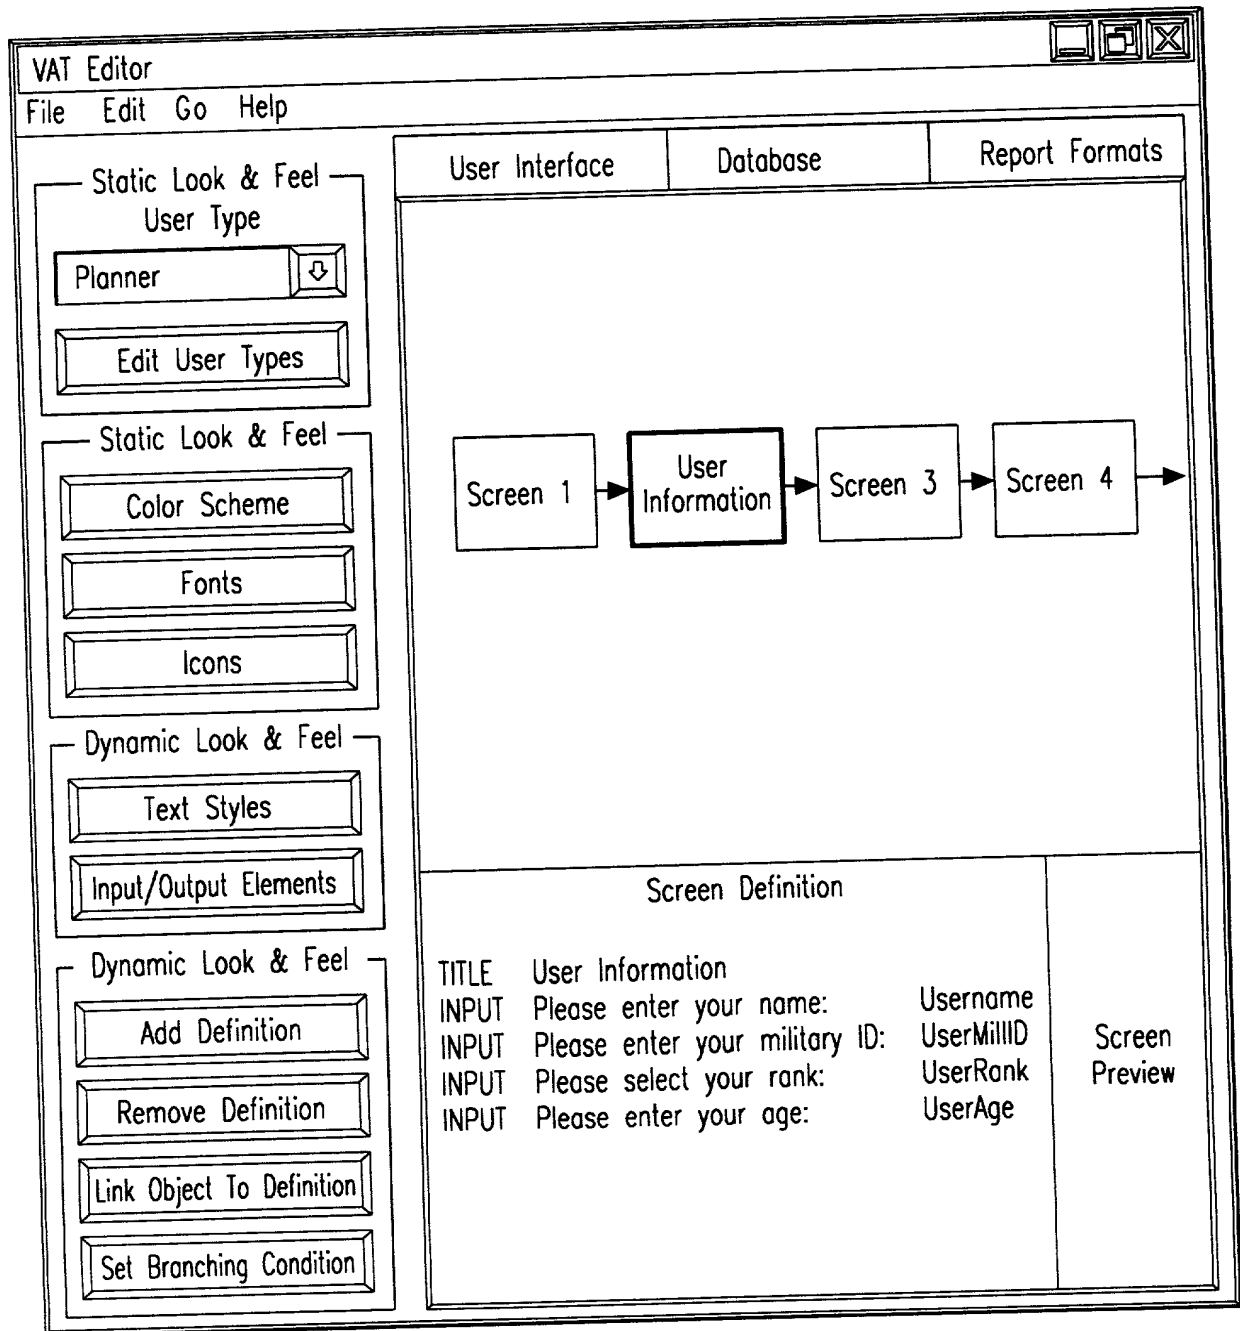 VAT Editor
File Edit Go Help
Static Look & Feel
User Type
Planner
Edit User Types
Static Look & Feel
Color Scheme
Fonts
Icons
Dynamic Look & Feel
Text Styles
Input/Output Elements
Dynamic Look & Feel
Add Definition
Remove Definition
Link Object To Definition
Set Branching Condition
User Interface Database Report Formats
Screen 1
User
Information
Screen 3
Screen 4
Screen Definition
TITLE User Information
INPUT Please enter your name: Username
INPUT Please enter your military ID: UserMillID
INPUT Please select your rank: UserRank
INPUT Please enter your age: UserAge
Screen
Preview